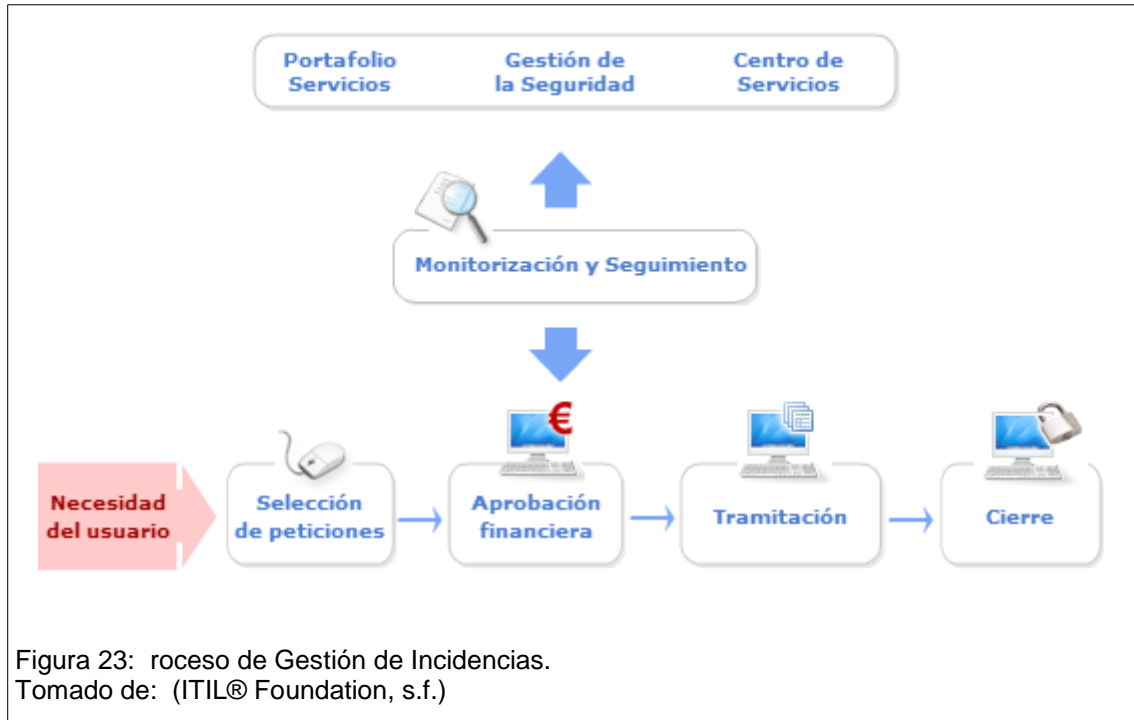 Portafolio
Servicios
Gestión de
la Seguridad
Centro de
Servicios
Monitorización y Seguimiento
Necesidad
del usuario
Selección
de peticiones
€
Aprobación
financiera
Tramitación
Cierre
Figura 23:  roceso de Gestión de Incidencias.
Tomado de:  (ITIL® Foundation, s.f.)